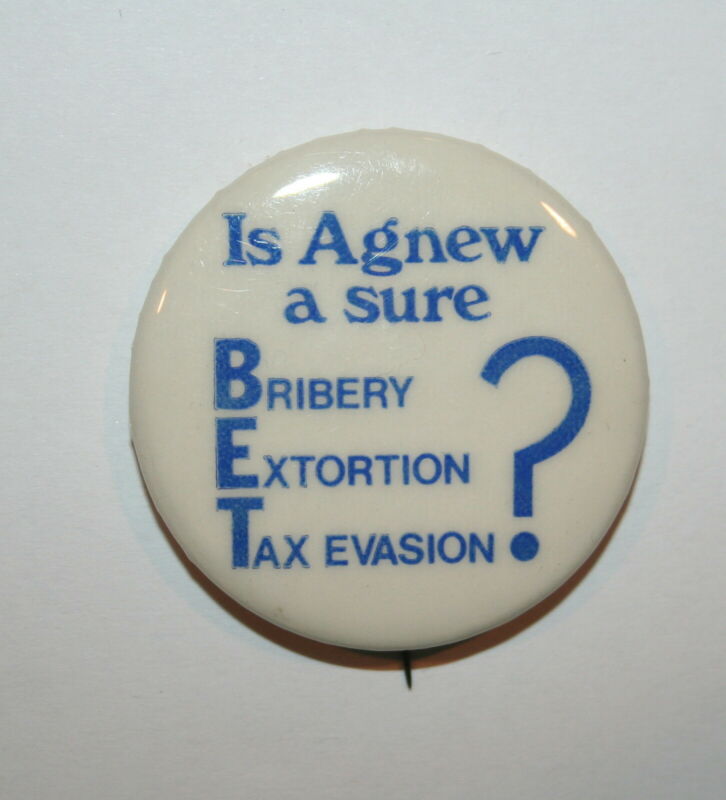 Is Agnew
a sure
BRIBERY
EXTORTION
TAX EVASION ?